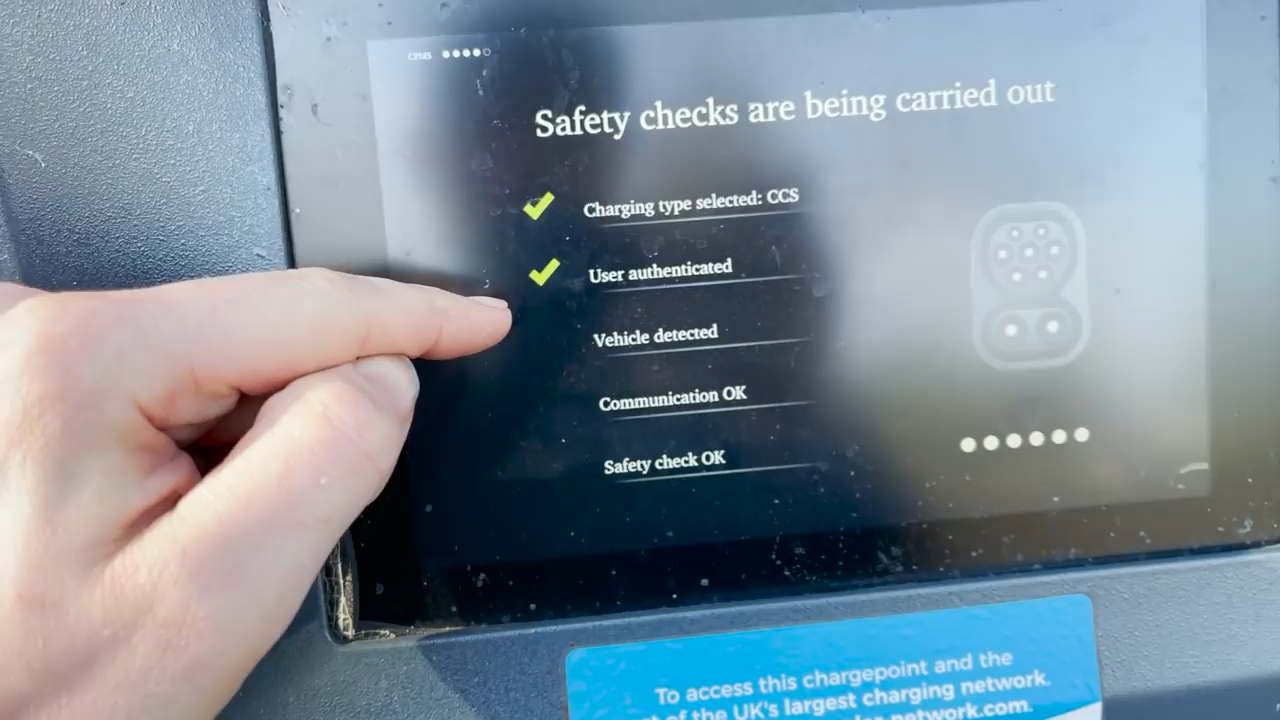 CPMS
Safety checks are being carried out
Charging type selected: CCS
User authenticated
Vehicle detected
Communication OK
Safety check OK
To access this chargepoint and the
of the UK's largest charging network.
network.com.